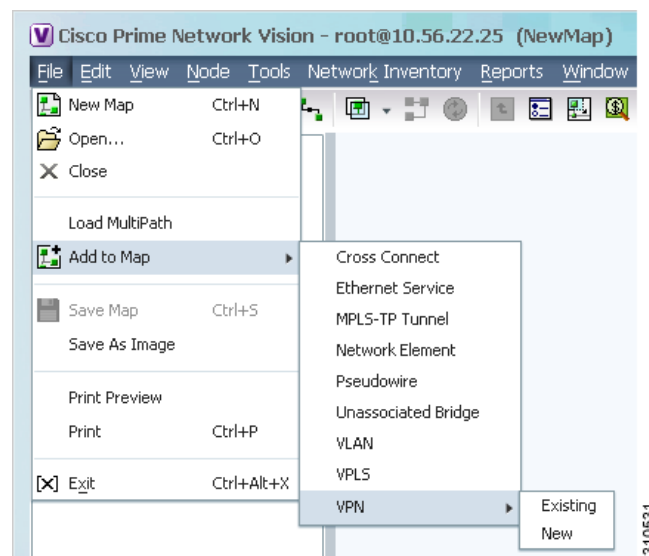 Cisco Prime Network Vision - root@10.56.22.25 (NewMap)
File Edit View Node Tools Network Inventory Reports Window
New Map Ctrl+N
Open... Ctrl+O
Close
Load MultiPath
Add to Map
Cross Connect
Ethernet Service
MPLS-TP Tunnel
Network Element
Pseudowire
Unassociated Bridge
VLAN
VPLS
VPN
Existing
New
Save Map Ctrl+S
Save As Image
Print Preview
Print Ctrl+P
Exit Ctrl+Alt+X